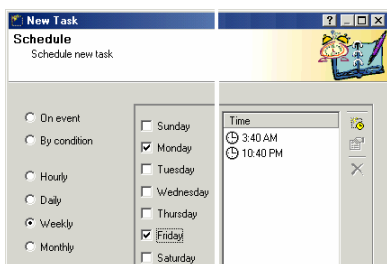 New Task
Schedule
Schedule new task
On event
By condition
Hourly
Daily
Weekly
Monthly
Sunday
Monday
Tuesday
Wednesday
Thursday
Friday
Saturday
Time
3:40 AM
10:40 PM